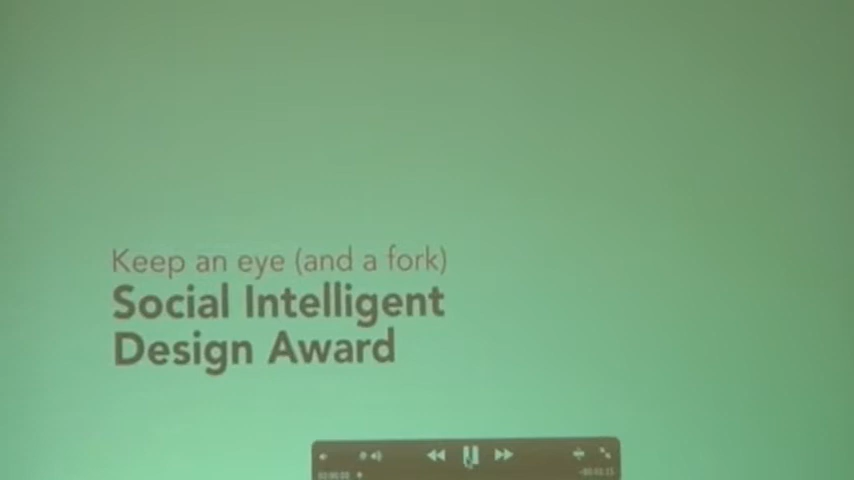 Keep an eye (and a fork)
Social Intelligent
Design Award